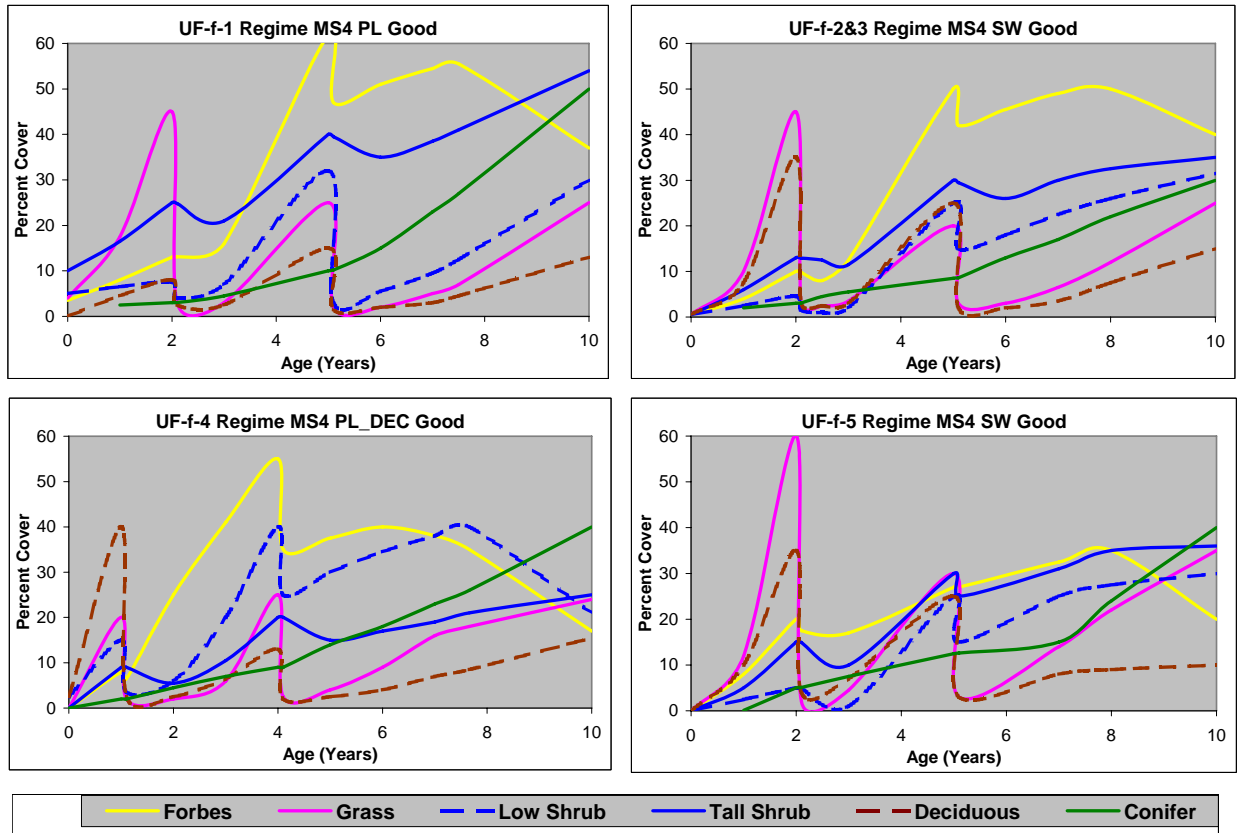 UF-f-1 Regime MS4 PL Good
60
50
40
30
20
10
0
Percent Cover
0 2 4 6 8 10
Age (Years)
UF-f-2&3 Regime MS4 SW Good
60
50
40
30
20
10
0
Percent Cover
0 2 4 6 8 10
Age (Years)
UF-f-4 Regime MS4 PL_DEC Good
60
50
40
30
20
10
0
Percent Cover
0 2 4 6 8 10
Age (Years)
UF-f-5 Regime MS4 SW Good
60
50
40
30
20
10
0
Percent Cover
0 2 4 6 8 10
Age (Years)
Forbes Grass Low Shrub Tall Shrub Deciduous Conifer